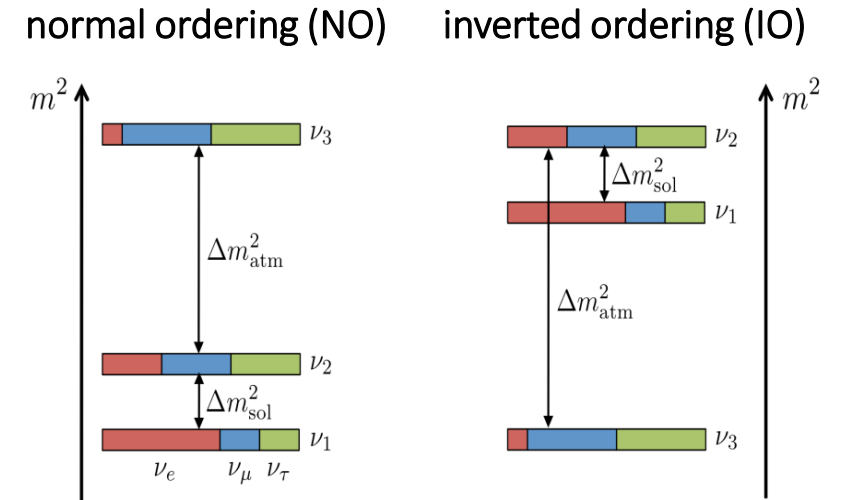 normal ordering (NO)
inverted ordering (IO)
m²
ν₃
Δm²atm
ν₂
Δm²sol
ν₁
νₑ νμ ντ
m²
ν₂
Δm²sol
ν₁
Δm²atm
ν₃